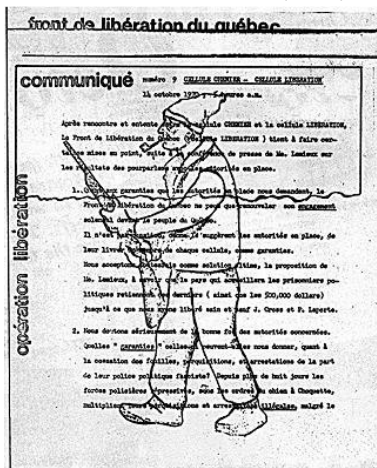 front de libération du québec
communiqué
numéro 9 CELLULE CHENIER - CELLULE LIBERATION
14 octobre 1970 ; heures a.m.
Après rencontre et entente entre la cellule CHENIER et la cellule LIBERATION,
Le Front de Libération du Québec ( LIBERATION ) tient à faire cer-
taines mises au point, suite à la conférence de presse de Me. Lemieux sur
les résultats des pourparlers avec les autorités en place.
1. Quant aux garanties que les autorités en place nous demandent, le
Front de Libération du Québec ne peut que renouveler son engagement
solennel devant le peuple du Québec.
Il n'est pas question, comme le suggèrent les autorités en place, de
leur livrer un membre de chaque cellule, comme garanties.
Nous acceptons comme solution ultime, la proposition de
Me. Lemieux, à savoir que le pays qui accueillera les prisonniers po-
litiques retiennent ces derniers ( ainsi que les 500,000 dollars)
jusqu'à ce que nous ayons libéré sain et sauf J. Cross et P. Laporte.
2. Nous doutons sérieusement de la bonne foi des autorités concernées.
Quelles " garanties " celles-ci peuvent-elles nous donner, quant à
la cessation des fouilles, perquisitions, et arrestations de la part
de leur police politique fasciste? Depuis plus de huit jours les
forces policières répressives, sous les ordres du chien à Choquette,
multiplient leurs perquisitions et arrestations illégales, malgré le
opération libération